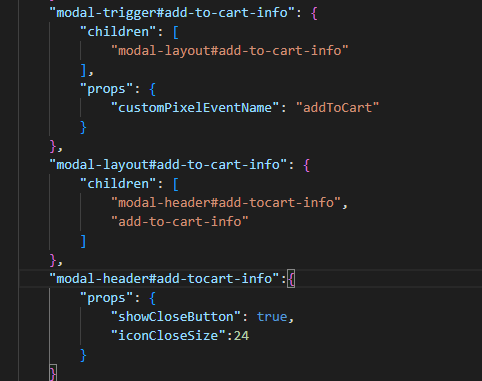 "modal-trigger#add-to-cart-info": {
"children": [
"modal-layout#add-to-cart-info"
],
"props": {
"customPixelEventName": "addToCart"
}
},
"modal-layout#add-to-cart-info": {
"children": [
"modal-header#add-tocart-info",
"add-to-cart-info"
]
},
"modal-header#add-tocart-info":{
"props": {
"showCloseButton": true,
"iconCloseSize":24
}
}